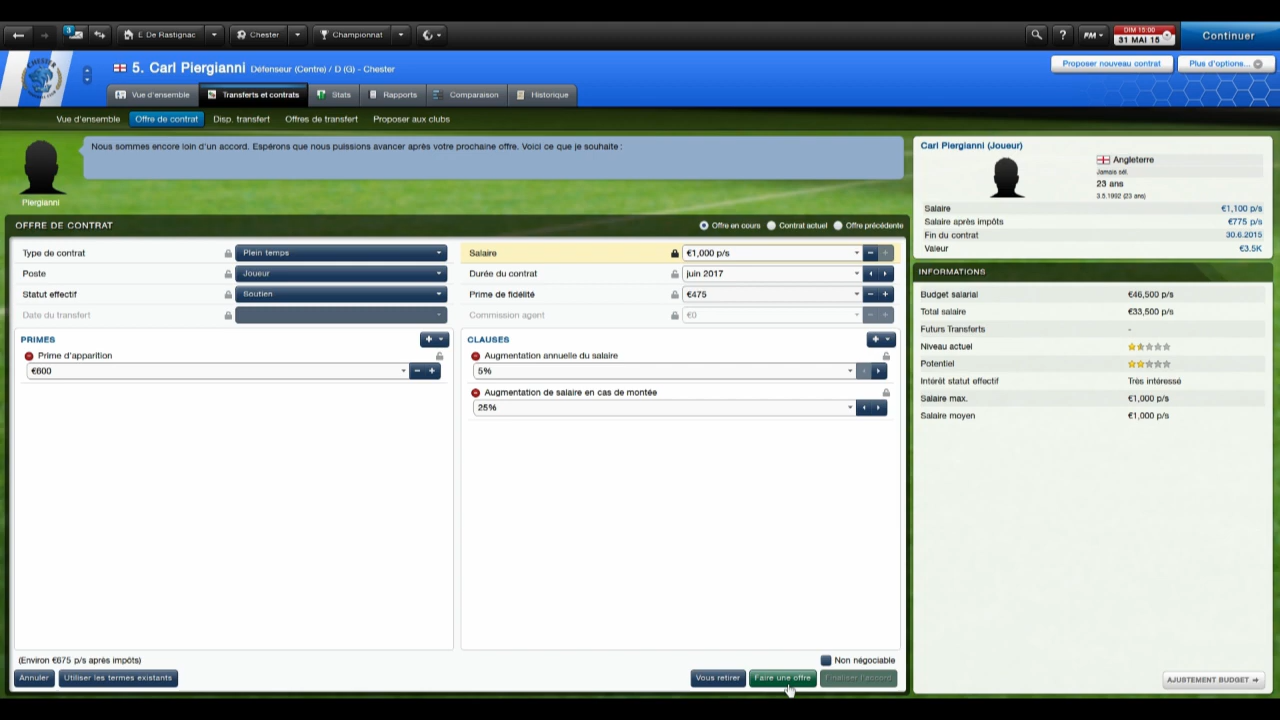 3
E. De Rastignac
Chester
Championnat
?
FM
DIM 15:00
31 MAI 15
Continuer
CHESTER
5. Carl Piergianni Défenseur (Centre) / D (G) - Chester
Proposer nouveau contrat
Plus d'options...
Vue d'ensemble
Transferts et contrats
Stats
Rapports
Comparaison
Historique
Vue d'ensemble
Offre de contrat
Disp. transfert
Offres de transfert
Proposer aux clubs
Nous sommes encore loin d'un accord. Espérons que nous puissions avancer après votre prochaine offre. Voici ce que je souhaite :
Piergianni
OFFRE DE CONTRAT
Offre en cours
Contrat actuel
Offre précédente
Type de contrat
Plein temps
Poste
Joueur
Statut effectif
Soutien
Date du transfert
Salaire
€1,000 p/s
Durée du contrat
juin 2017
Prime de fidélité
€475
Commission agent
€0
PRIMES
Prime d'apparition
€600
CLAUSES
Augmentation annuelle du salaire
5%
Augmentation de salaire en cas de montée
25%
(Environ €675 p/s après impôts)
Non négociable
Annuler
Utiliser les termes existants
Vous retirer
Faire une offre
Finaliser l'accord
Carl Piergianni (Joueur)
Angleterre
Jamais sél.
23 ans
3.5.1992 (23 ans)
Salaire €1,100 p/s
Salaire après impôts €775 p/s
Fin du contrat 30.6.2015
Valeur €3.5K
INFORMATIONS
Budget salarial €46,500 p/s
Total salaire €33,500 p/s
Futurs Transferts -
Niveau actuel
Potentiel
Intérêt statut effectif Très intéressé
Salaire max. €1,000 p/s
Salaire moyen €1,000 p/s
AJUSTEMENT BUDGET